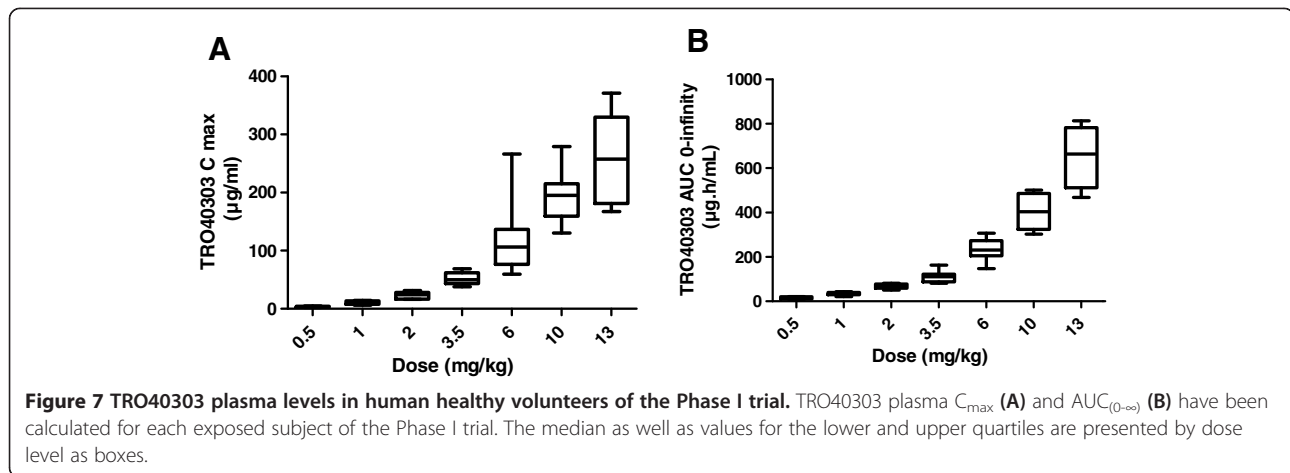 A
TRO40303 C max
(µg/ml)
400
300
200
100
0
0.5
1
2
3.5
6
10
13
Dose (mg/kg)
B
TRO40303 AUC 0-infinity
(µg.h/mL)
1000
800
600
400
200
0
0.5
1
2
3.5
6
10
13
Dose (mg/kg)
Figure 7 TRO40303 plasma levels in human healthy volunteers of the Phase I trial. TRO40303 plasma Cmax (A) and AUC(0-∞) (B) have been
calculated for each exposed subject of the Phase I trial. The median as well as values for the lower and upper quartiles are presented by dose
level as boxes.